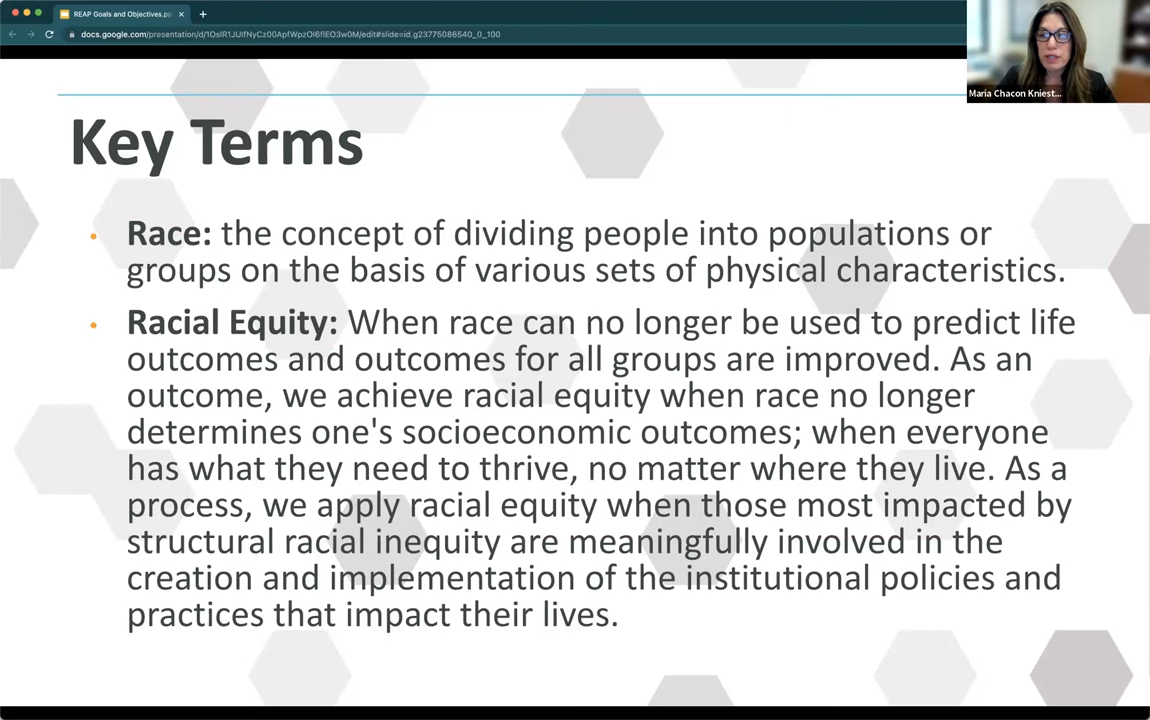 REAP Goals and Objectives.pp
docs.google.com/presentation/d/1OslR1JUlfNyCz00ApfWpzOl6flEO3w0M/edit#slide=id.g23775086540_0_100
Maria Chacon Kniest...
Key Terms
• Race: the concept of dividing people into populations or
groups on the basis of various sets of physical characteristics.
• Racial Equity: When race can no longer be used to predict life
outcomes and outcomes for all groups are improved. As an
outcome, we achieve racial equity when race no longer
determines one's socioeconomic outcomes; when everyone
has what they need to thrive, no matter where they live. As a
process, we apply racial equity when those most impacted by
structural racial inequity are meaningfully involved in the
creation and implementation of the institutional policies and
practices that impact their lives.